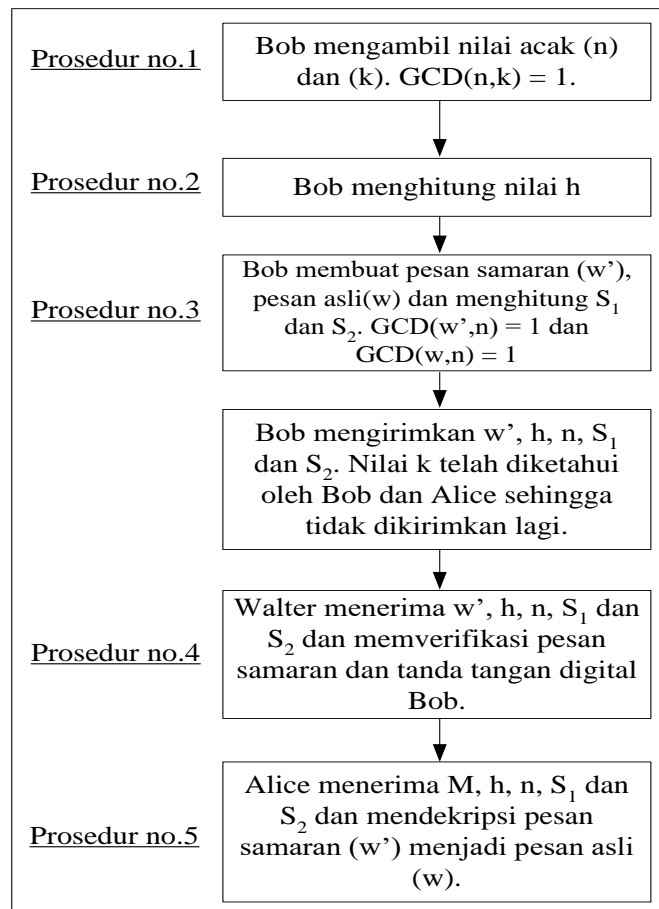 Prosedur no.1
Bob mengambil nilai acak (n)
dan (k). GCD(n,k) = 1.
Prosedur no.2
Bob menghitung nilai h
Prosedur no.3
Bob membuat pesan samaran (w’),
pesan asli(w) dan menghitung S₁
dan S₂. GCD(w’,n) = 1 dan
GCD(w,n) = 1
Bob mengirimkan w’, h, n, S₁
dan S₂. Nilai k telah diketahui
oleh Bob dan Alice sehingga
tidak dikirimkan lagi.
Prosedur no.4
Walter menerima w’, h, n, S₁ dan
S₂ dan memverifikasi pesan
samaran dan tanda tangan digital
Bob.
Prosedur no.5
Alice menerima M, h, n, S₁ dan
S₂ dan mendekripsi pesan
samaran (w’) menjadi pesan asli
(w).